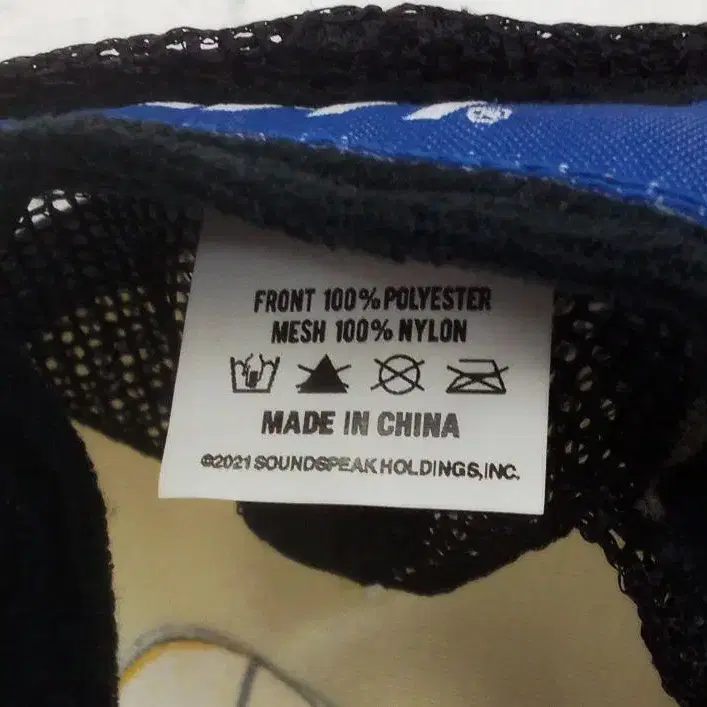 FRONT 100% POLYESTER
MESH 100% NYLON
MADE IN CHINA
©2021 SOUNDSPEAK HOLDINGS, INC.